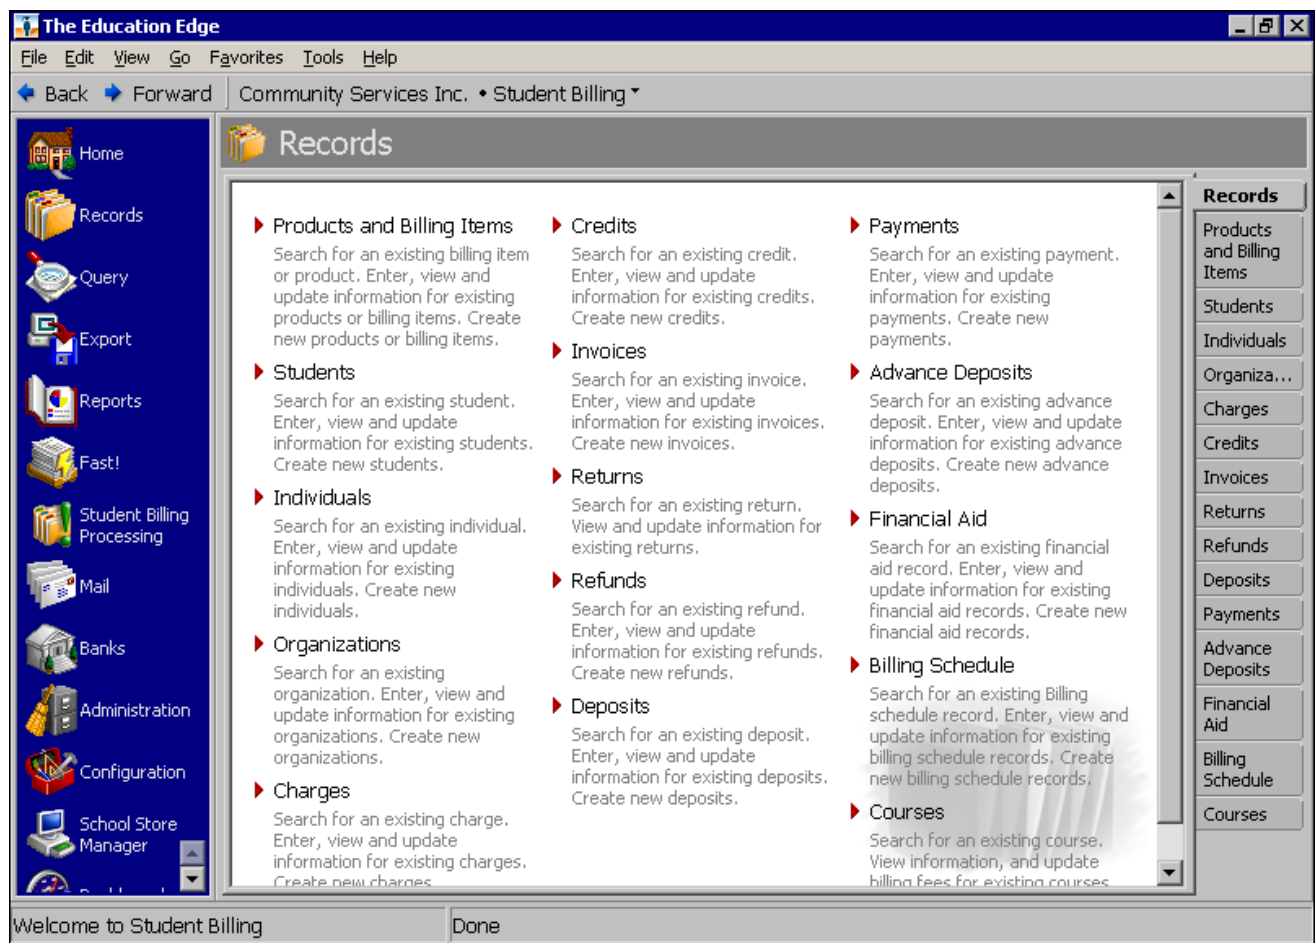 The Education Edge
File Edit View Go Favorites Tools Help
Back Forward Community Services Inc. • Student Billing
Home
Records
Query
Export
Reports
Fast!
Student Billing
Processing
Mail
Banks
Administration
Configuration
School Store
Manager
Records
Products and Billing Items
Search for an existing billing item
or product. Enter, view and
update information for existing
products or billing items. Create
new products or billing items.
Students
Search for an existing student.
Enter, view and update
information for existing students.
Create new students.
Individuals
Search for an existing individual.
Enter, view and update
information for existing
individuals. Create new
individuals.
Organizations
Search for an existing
organization. Enter, view and
update information for existing
organizations. Create new
organizations.
Charges
Search for an existing charge.
Enter, view and update
information for existing charges.
Create new charges
Credits
Search for an existing credit.
Enter, view and update
information for existing credits.
Create new credits.
Invoices
Search for an existing invoice.
Enter, view and update
information for existing invoices.
Create new invoices.
Returns
Search for an existing return.
View and update information for
existing returns.
Refunds
Search for an existing refund.
Enter, view and update
information for existing refunds.
Create new refunds.
Deposits
Search for an existing deposit.
Enter, view and update
information for existing deposits.
Create new deposits.
Payments
Search for an existing payment.
Enter, view and update
information for existing
payments. Create new
payments.
Advance Deposits
Search for an existing advance
deposit. Enter, view and update
information for existing advance
deposits. Create new advance
deposits.
Financial Aid
Search for an existing financial
aid record. Enter, view and
update information for existing
financial aid records. Create new
financial aid records.
Billing Schedule
Search for an existing Billing
schedule record. Enter, view and
update information for existing
billing schedule records. Create
new billing schedule records.
Courses
Search for an existing course.
View information, and update
billing fees for existing courses
Records
Products
and Billing
Items
Students
Individuals
Organiza...
Charges
Credits
Invoices
Returns
Refunds
Deposits
Payments
Advance
Deposits
Financial
Aid
Billing
Schedule
Courses
Welcome to Student Billing
Done